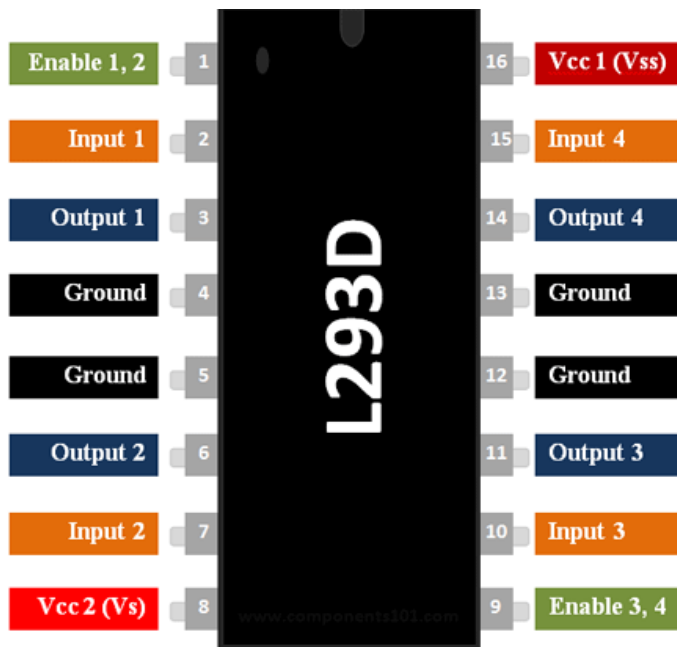 Enable 1, 2
1
16
Vcc 1 (Vss)
Input 1
2
15
Input 4
Output 1
3
14
Output 4
Ground
4
13
Ground
L293D
Ground
5
12
Ground
Output 2
6
11
Output 3
Input 2
7
10
Input 3
Vcc 2 (Vs)
8
www.components101.com
9
Enable 3, 4